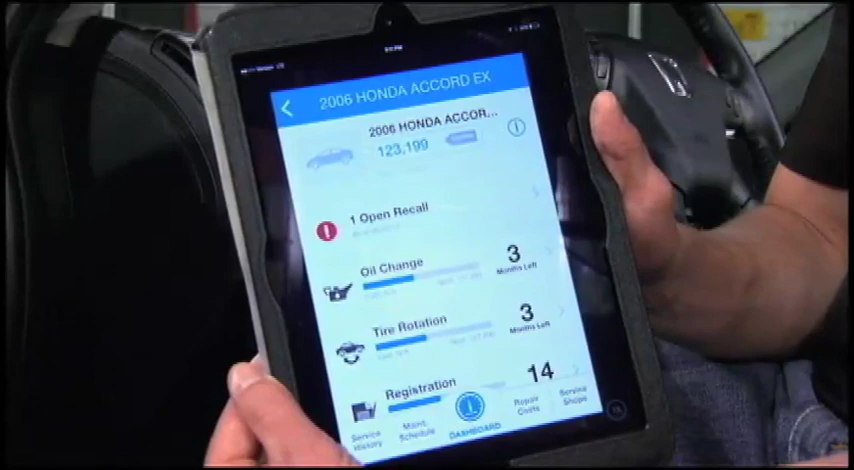 2006 HONDA ACCORD EX
2006 HONDA ACCOR...
123,199
1 Open Recall
Oil Change
3
Months Left
Tire Rotation
3
Months Left
Registration
14
Service History
Maint. Schedule
DASHBOARD
Repair Costs
Service Shops